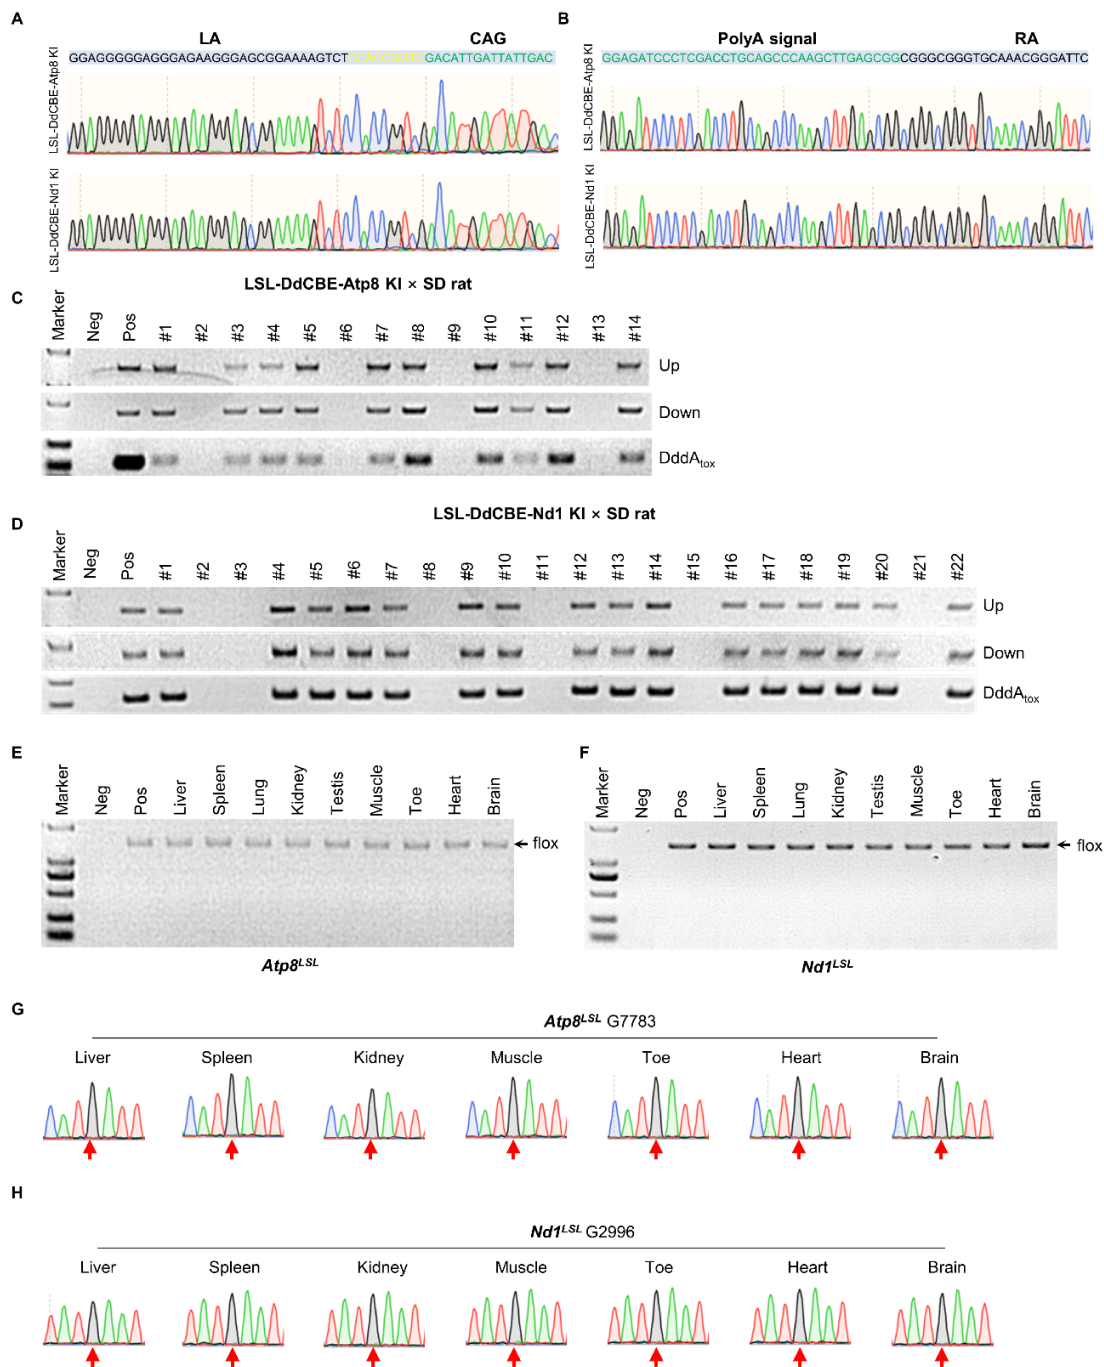 A
LA
CAG
LSL-DdCBE-Atp8 KI
GGAGGGGGAGGGAGAAGGGAGCGGAAAAGTCT GACATTGATTATTGAC
LSL-DdCBE-Nd1 KI
B
PolyA signal
RA
LSL-DdCBE-Atp8 KI
GGAGATCCCTCGACCTGCAGCCCAAGCTTGAGCGGCGGGCGGGTGCAAACGGGATTC
LSL-DdCBE-Nd1 KI
LSL-DdCBE-Atp8 KI × SD rat
C
Marker Neg Pos #1 #2 #3 #4 #5 #6 #7 #8 #9 #10 #11 #12 #13 #14
Up
Down
DddAtox
LSL-DdCBE-Nd1 KI × SD rat
D
Marker Neg Pos #1 #2 #3 #4 #5 #6 #7 #8 #9 #10 #11 #12 #13 #14 #15 #16 #17 #18 #19 #20 #21 #22
Up
Down
DddAtox
E
Marker Neg Pos Liver Spleen Lung Kidney Testis Muscle Toe Heart Brain
flox
Atp8LSL
F
Marker Neg Pos Liver Spleen Lung Kidney Testis Muscle Toe Heart Brain
flox
Nd1LSL
G
Atp8LSL G7783
Liver Spleen Kidney Muscle Toe Heart Brain
H
Nd1LSL G2996
Liver Spleen Kidney Muscle Toe Heart Brain